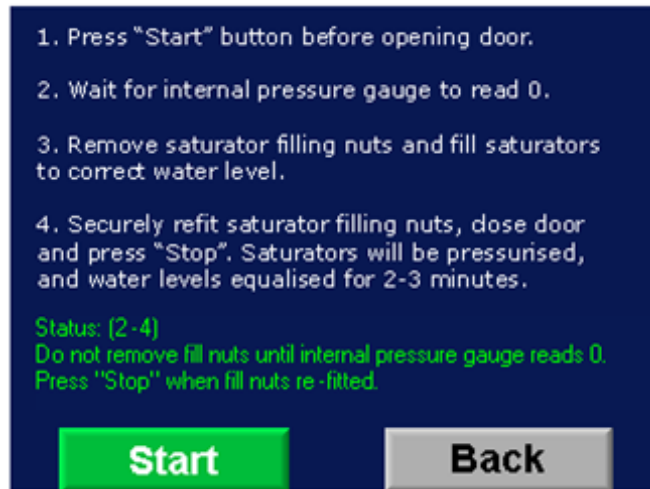 1. Press "Start" button before opening door.
2. Wait for internal pressure gauge to read 0.
3. Remove saturator filling nuts and fill saturators
to correct water level.
4. Securely refit saturator filling nuts, close door
and press "Stop". Saturators will be pressurised,
and water levels equalised for 2-3 minutes.
Status: (2-4)
Do not remove fill nuts until internal pressure gauge reads 0.
Press "Stop" when fill nuts re-fitted.
Start
Back